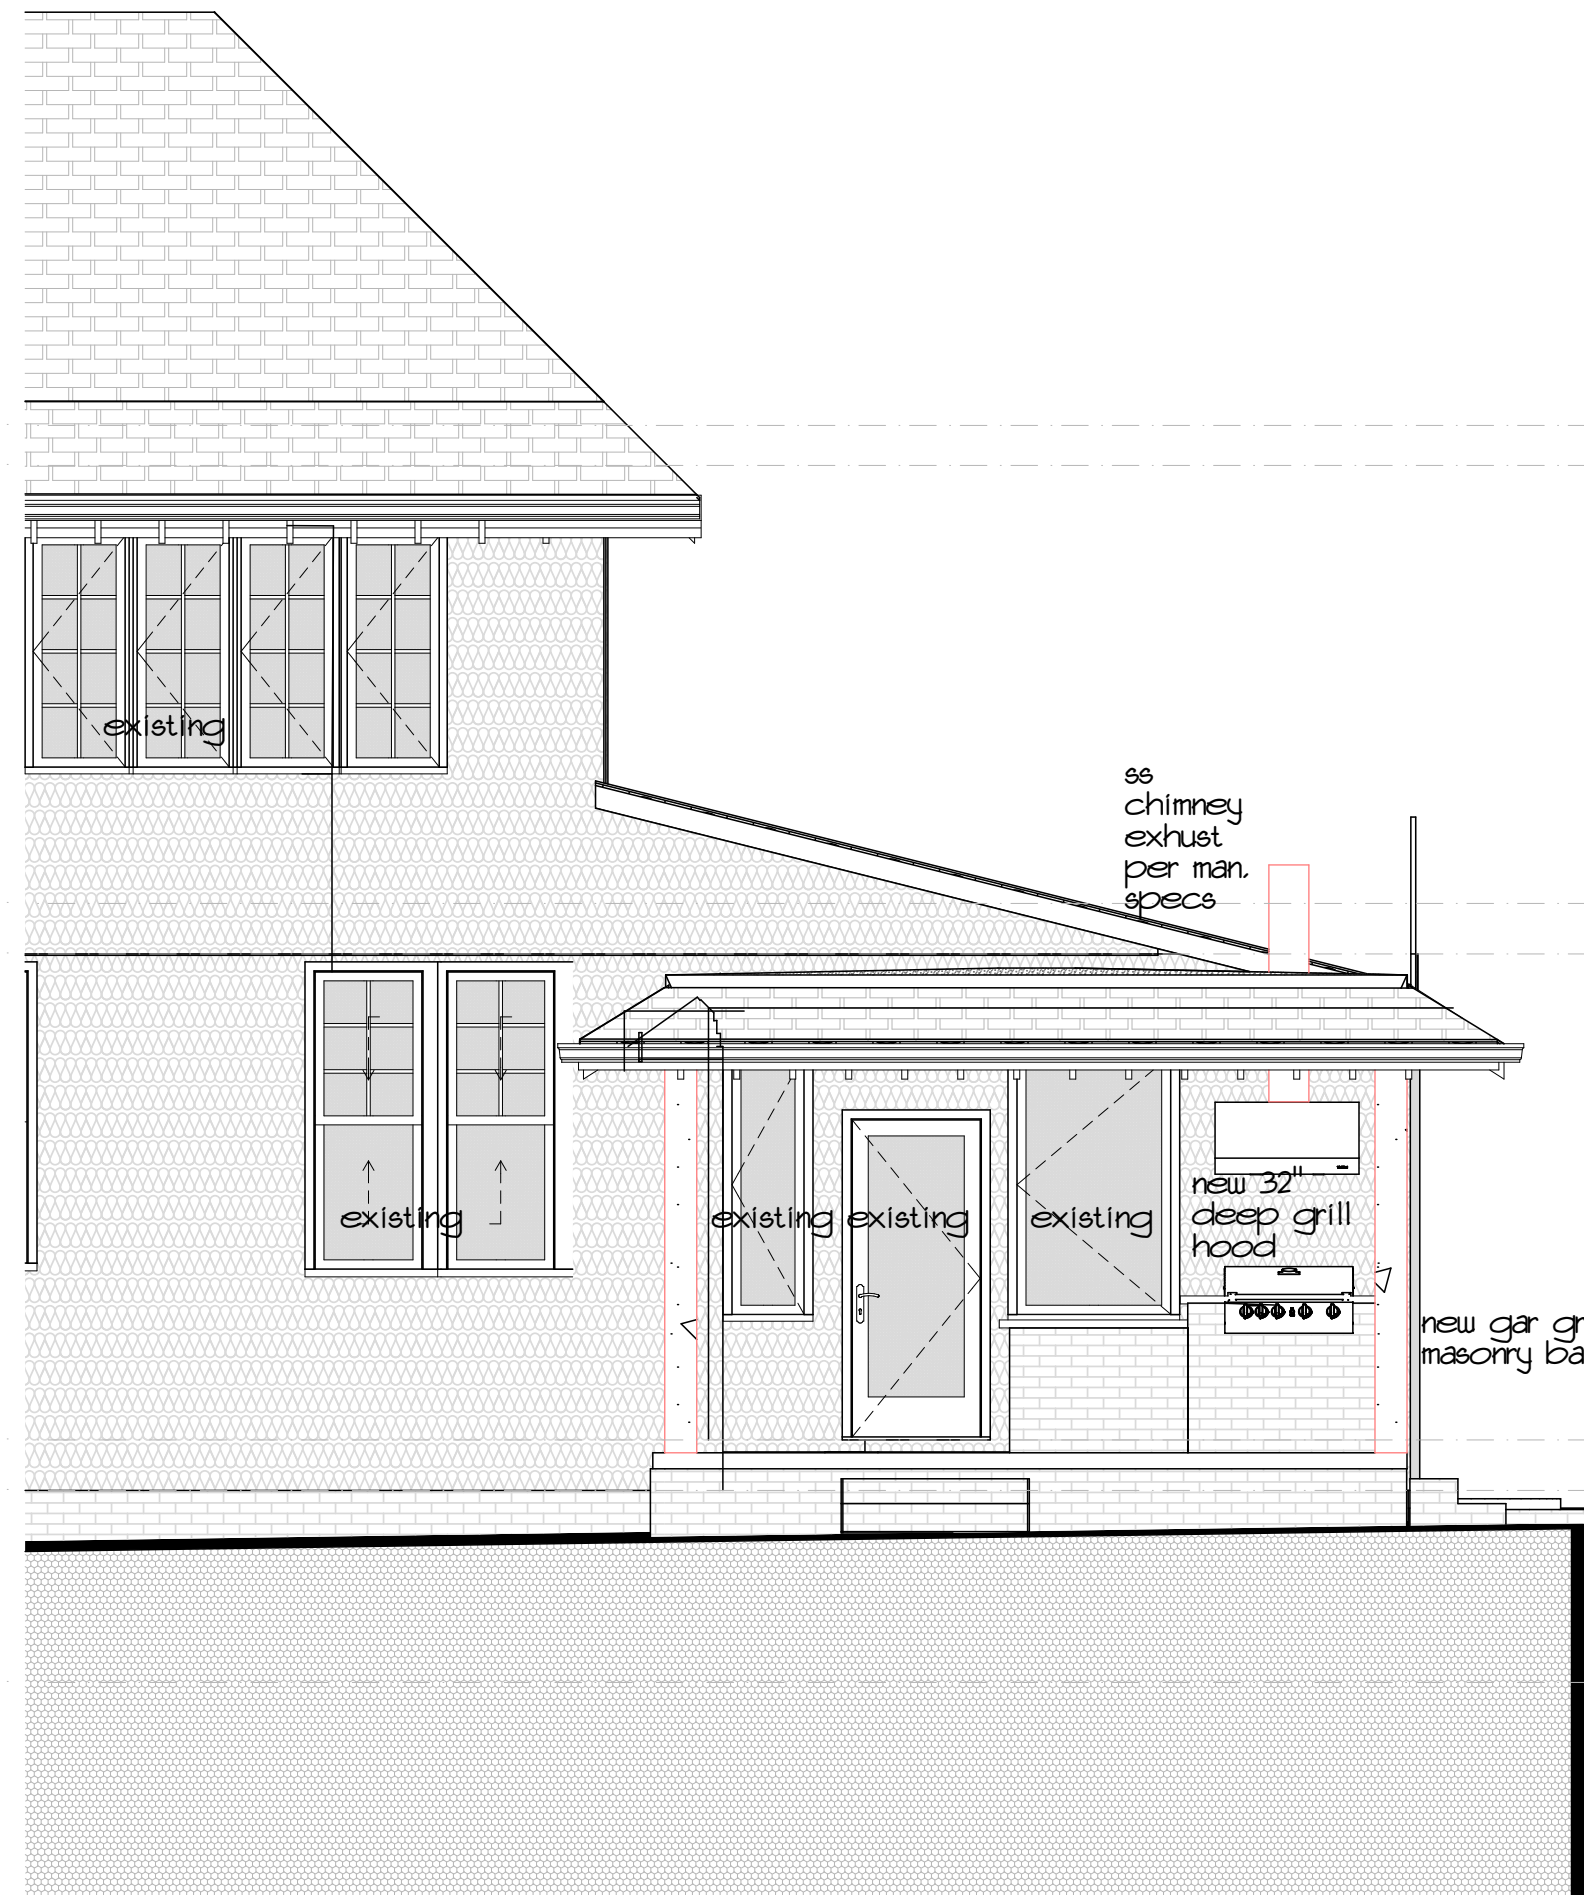 existing
ss
chimney
exhust
per man.
specs
existing
existing
existing
existing
new 32"
deep grill
hood
new gar gr
masonry ba